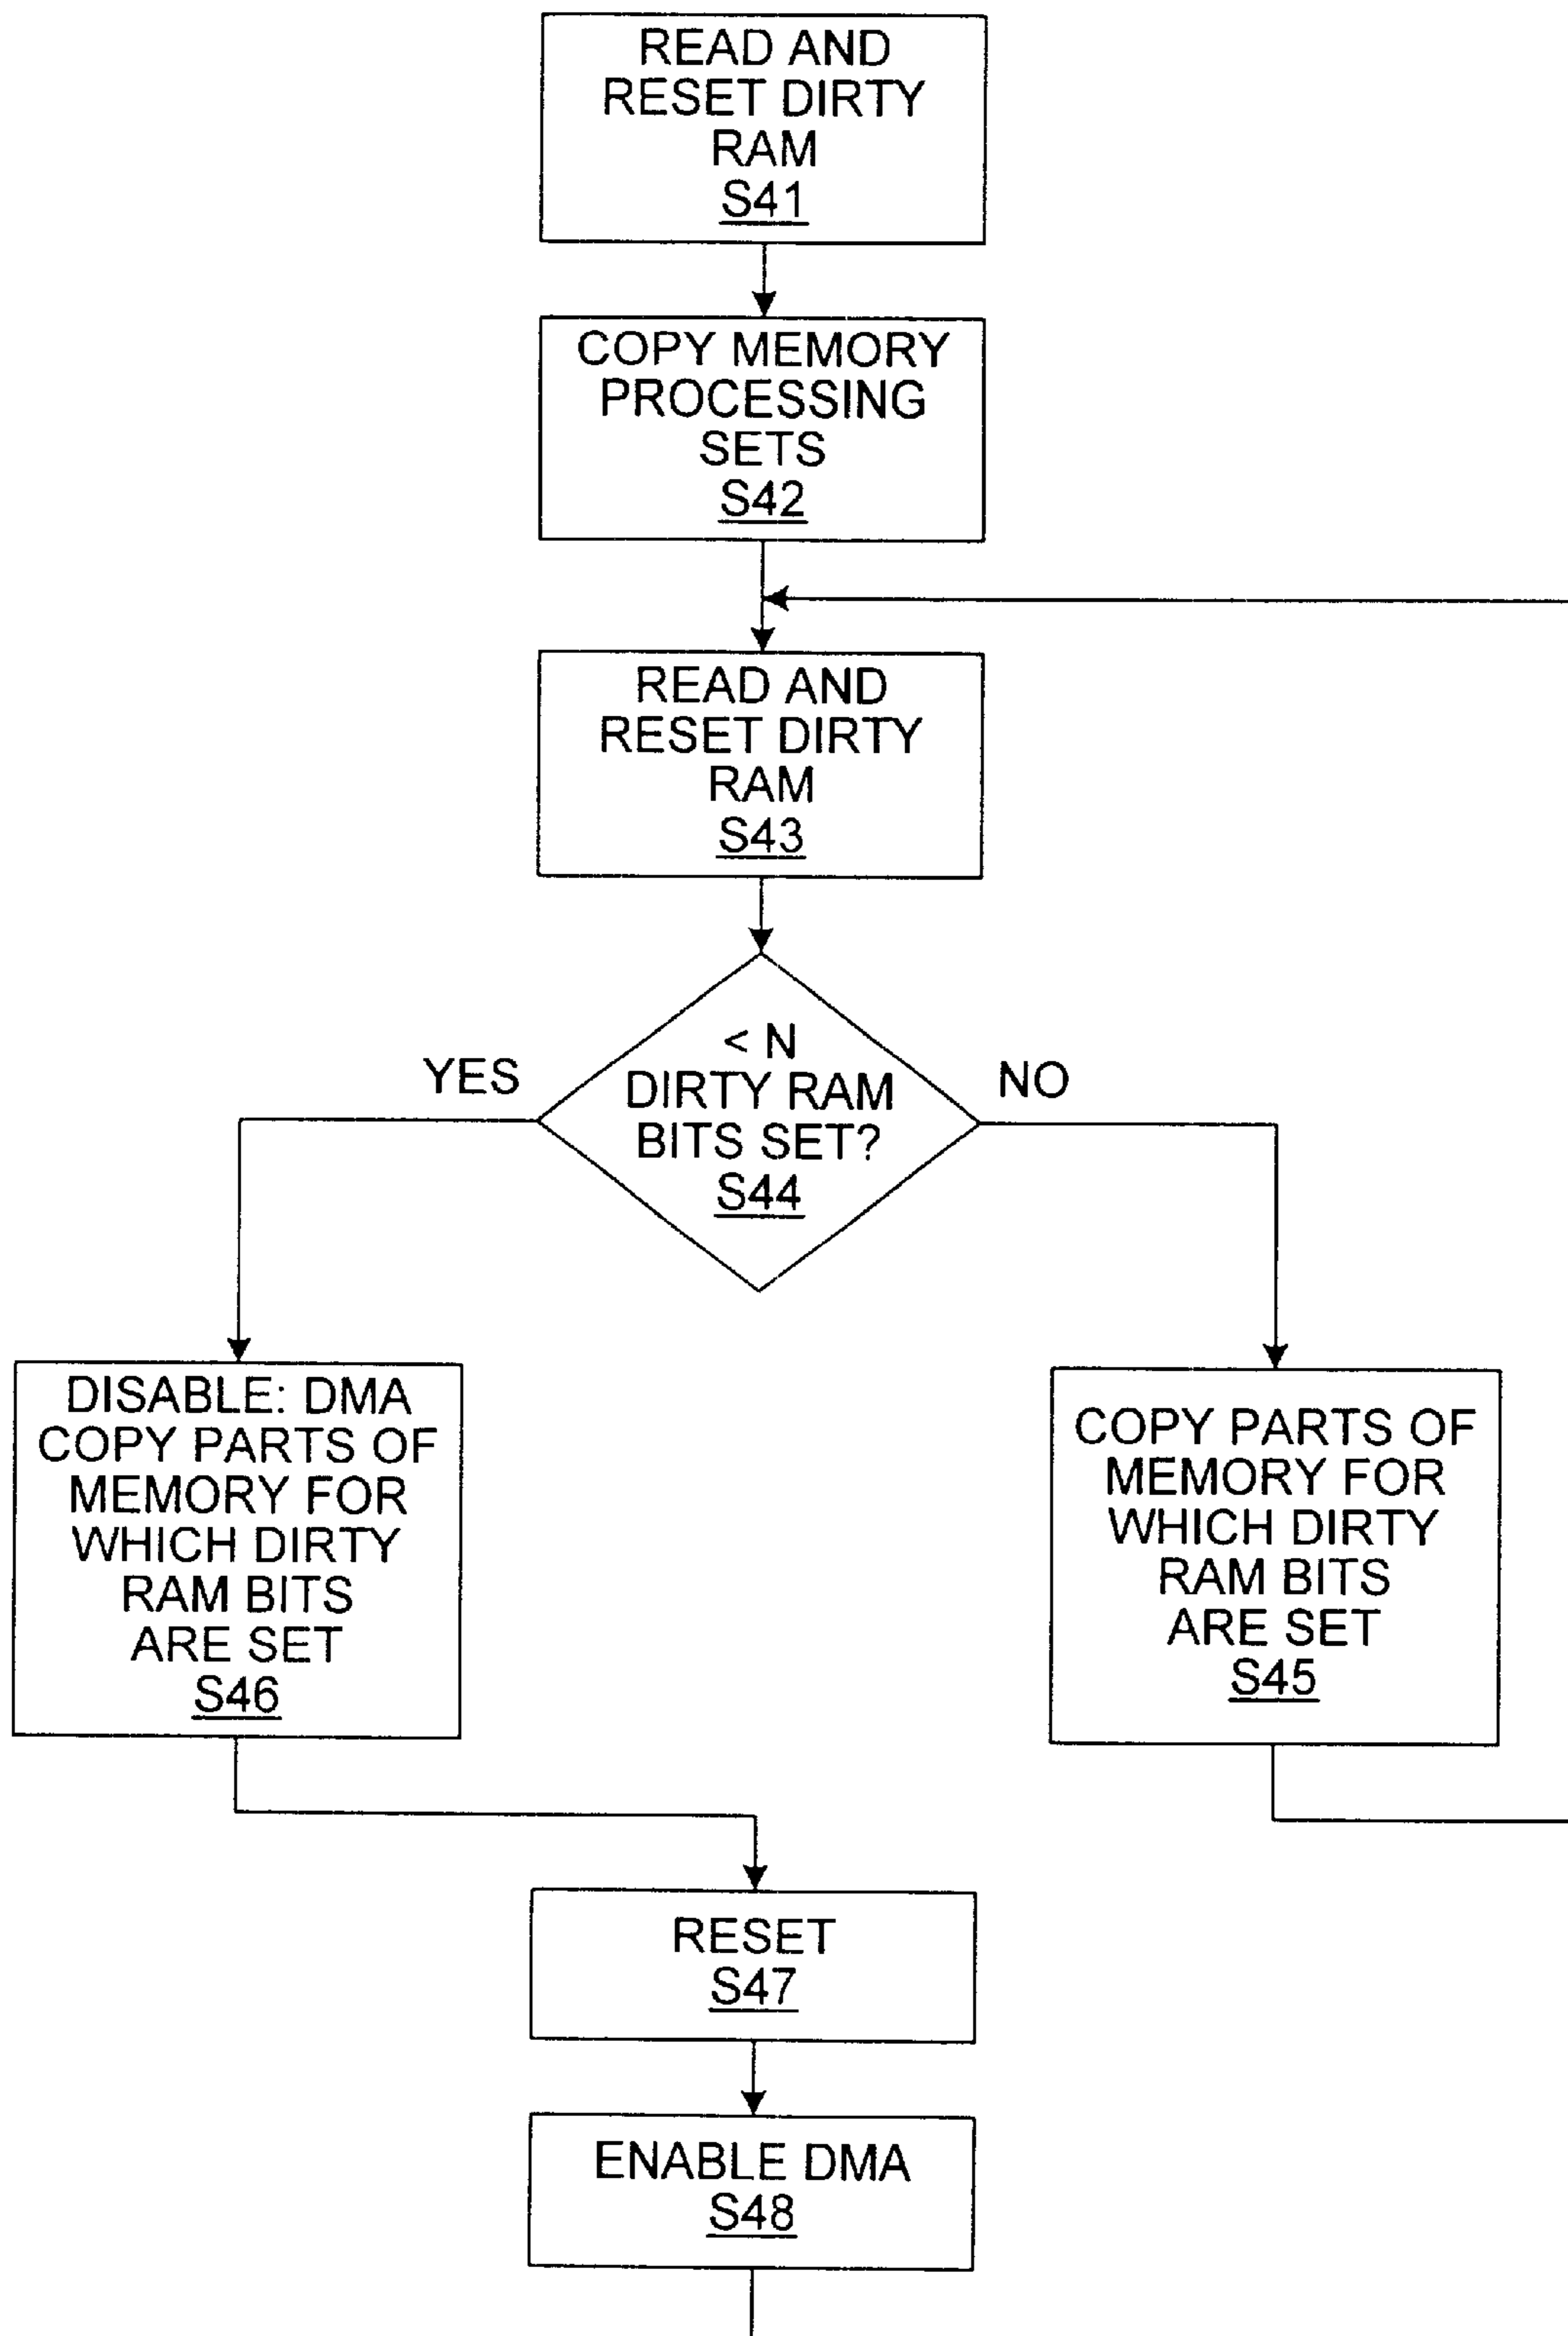 READ AND
RESET DIRTY
RAM
S41
COPY MEMORY
PROCESSING
SETS
S42
READ AND
RESET DIRTY
RAM
S43
< N
DIRTY RAM
BITS SET?
S44
YES
NO
DISABLE: DMA
COPY PARTS OF
MEMORY FOR
WHICH DIRTY
RAM BITS
ARE SET
S46
COPY PARTS OF
MEMORY FOR
WHICH DIRTY
RAM BITS
ARE SET
S45
RESET
S47
ENABLE DMA
S48